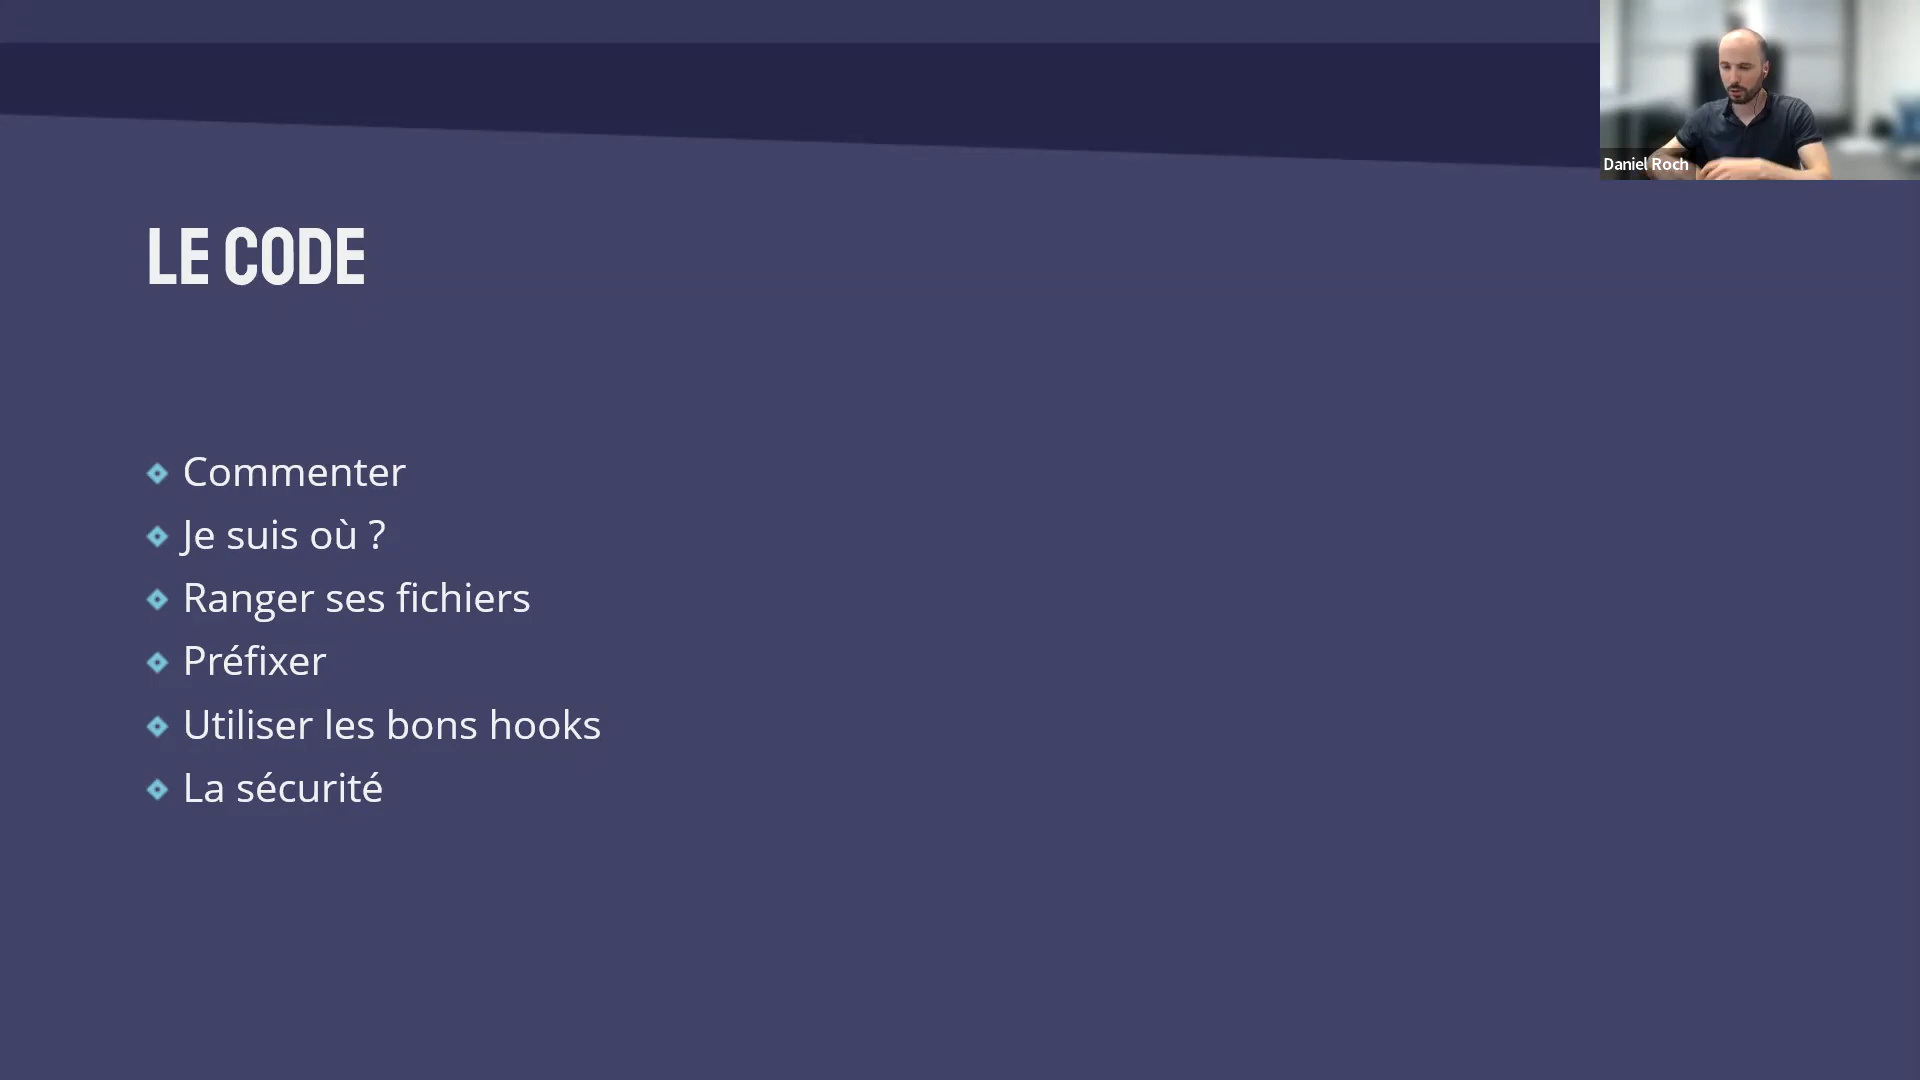 Daniel Roch
LE CODE
Commenter
Je suis où ?
Ranger ses fichiers
Préfixer
Utiliser les bons hooks
La sécurité